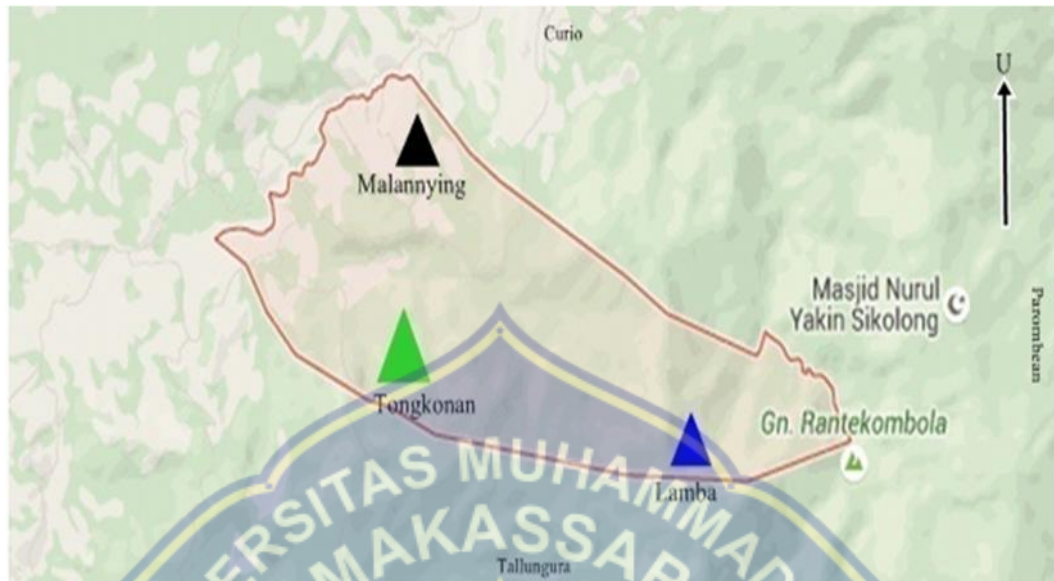 Curio
U
Malannying
Masjid Nurul
Yakin Sikolong
Parombean
Tongkonan
Gn. Rantekombola
Lamba
ERSITAS MUHAMMAD
MAKASSAR
Tallungura